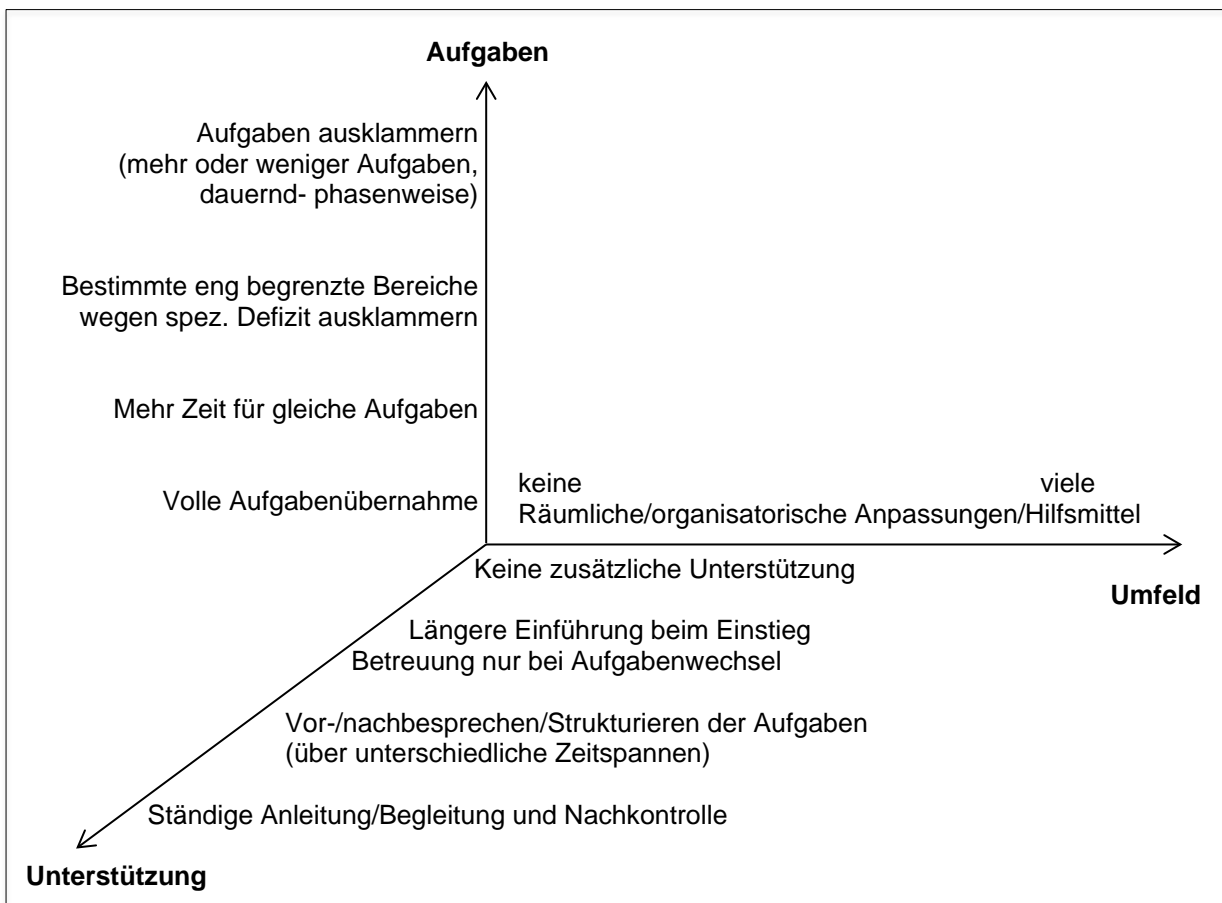 Aufgaben
Aufgaben ausklammern
(mehr oder weniger Aufgaben,
dauernd- phasenweise)
Bestimmte eng begrenzte Bereiche
wegen spez. Defizit ausklammern
Mehr Zeit für gleiche Aufgaben
Volle Aufgabenübernahme
keine viele
Räumliche/organisatorische Anpassungen/Hilfsmittel
Keine zusätzliche Unterstützung
Umfeld
Längere Einführung beim Einstieg
Betreuung nur bei Aufgabenwechsel
Vor-/nachbesprechen/Strukturieren der Aufgaben
(über unterschiedliche Zeitspannen)
Ständige Anleitung/Begleitung und Nachkontrolle
Unterstützung